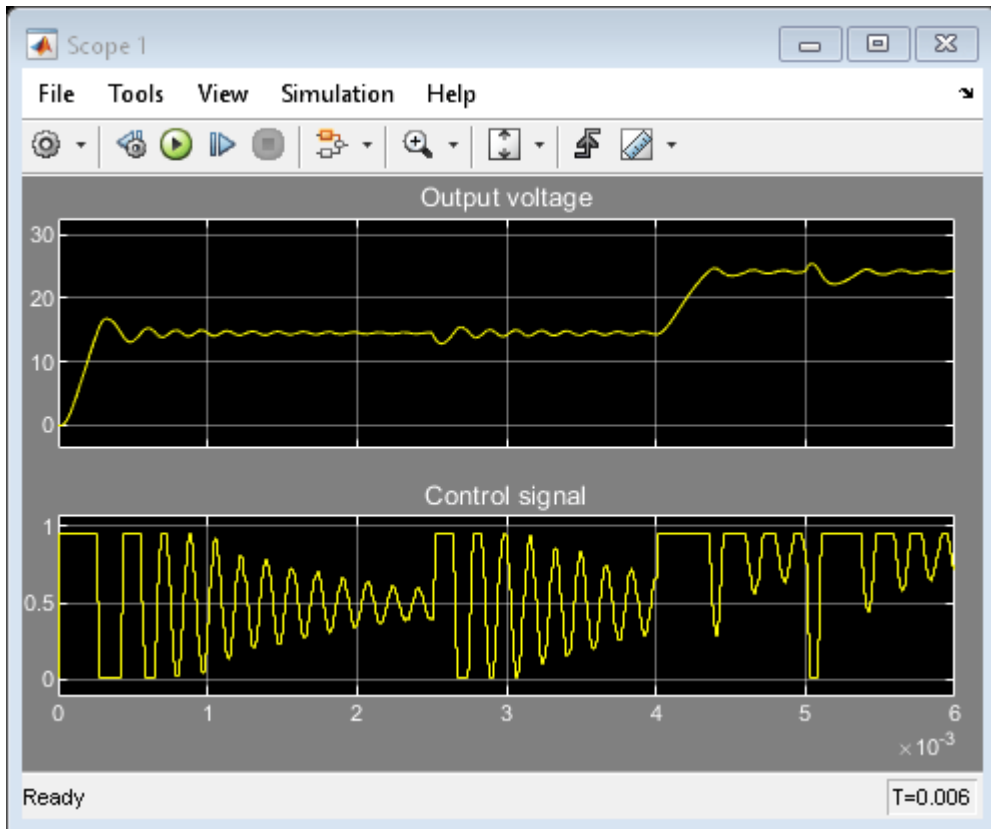 Scope 1
File Tools View Simulation Help
Output voltage
30
20
10
0
Control signal
1
0.5
0
0 1 2 3 4 5 6
×10-3
Ready T=0.006